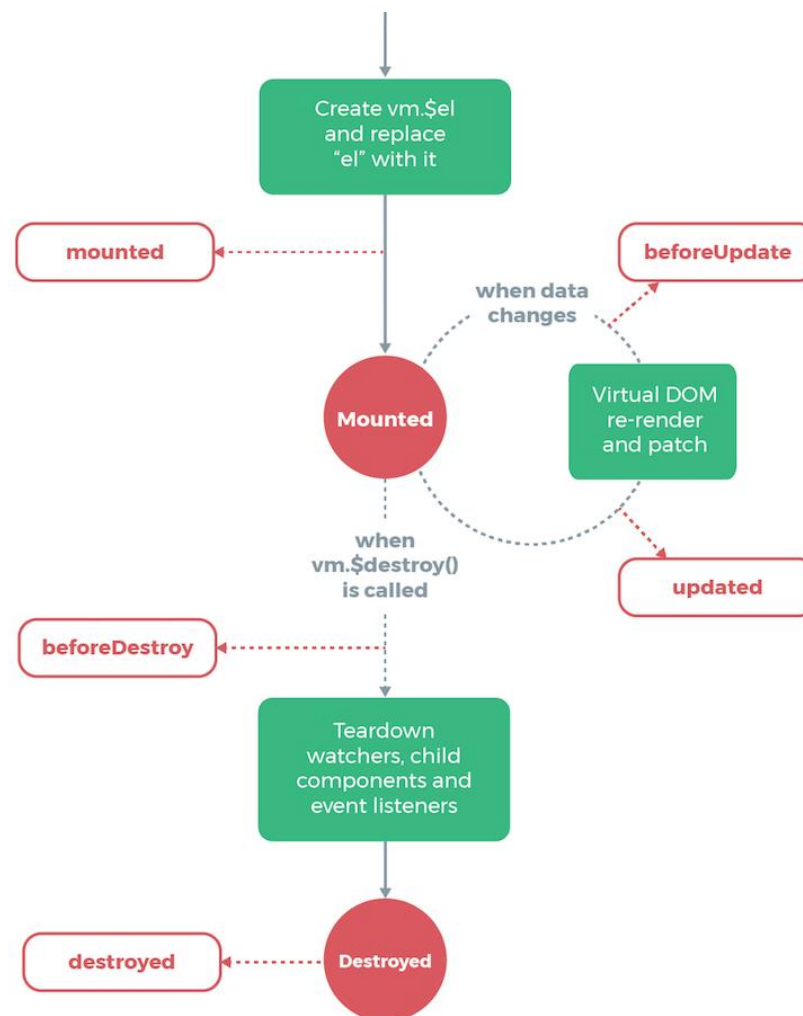 Create vm.$el
and replace
“el” with it
mounted
beforeUpdate
when data
changes
Mounted
Virtual DOM
re-render
and patch
updated
when
vm.$destroy()
is called
beforeDestroy
Teardown
watchers, child
components and
event listeners
Destroyed
destroyed